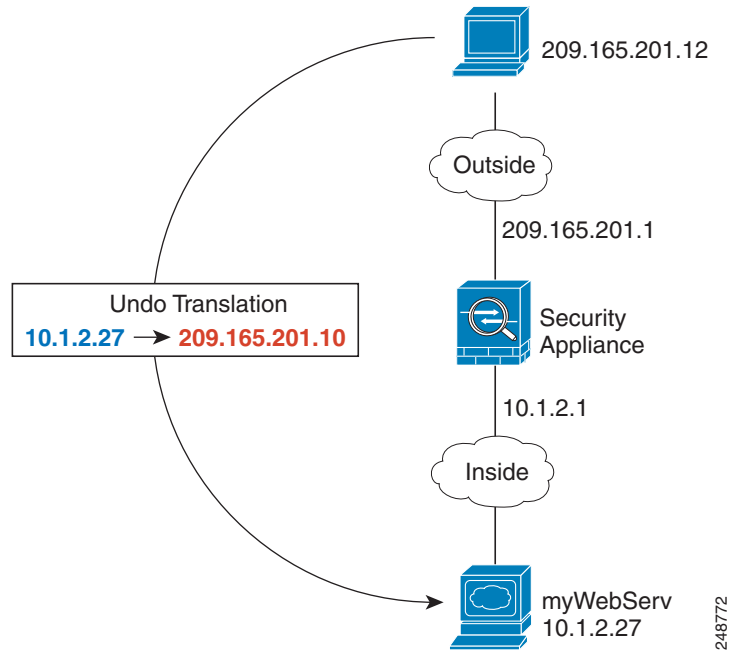 209.165.201.12
Outside
209.165.201.1
Undo Translation
10.1.2.27 → 209.165.201.10
Security
Appliance
10.1.2.1
Inside
myWebServ
10.1.2.27
248772